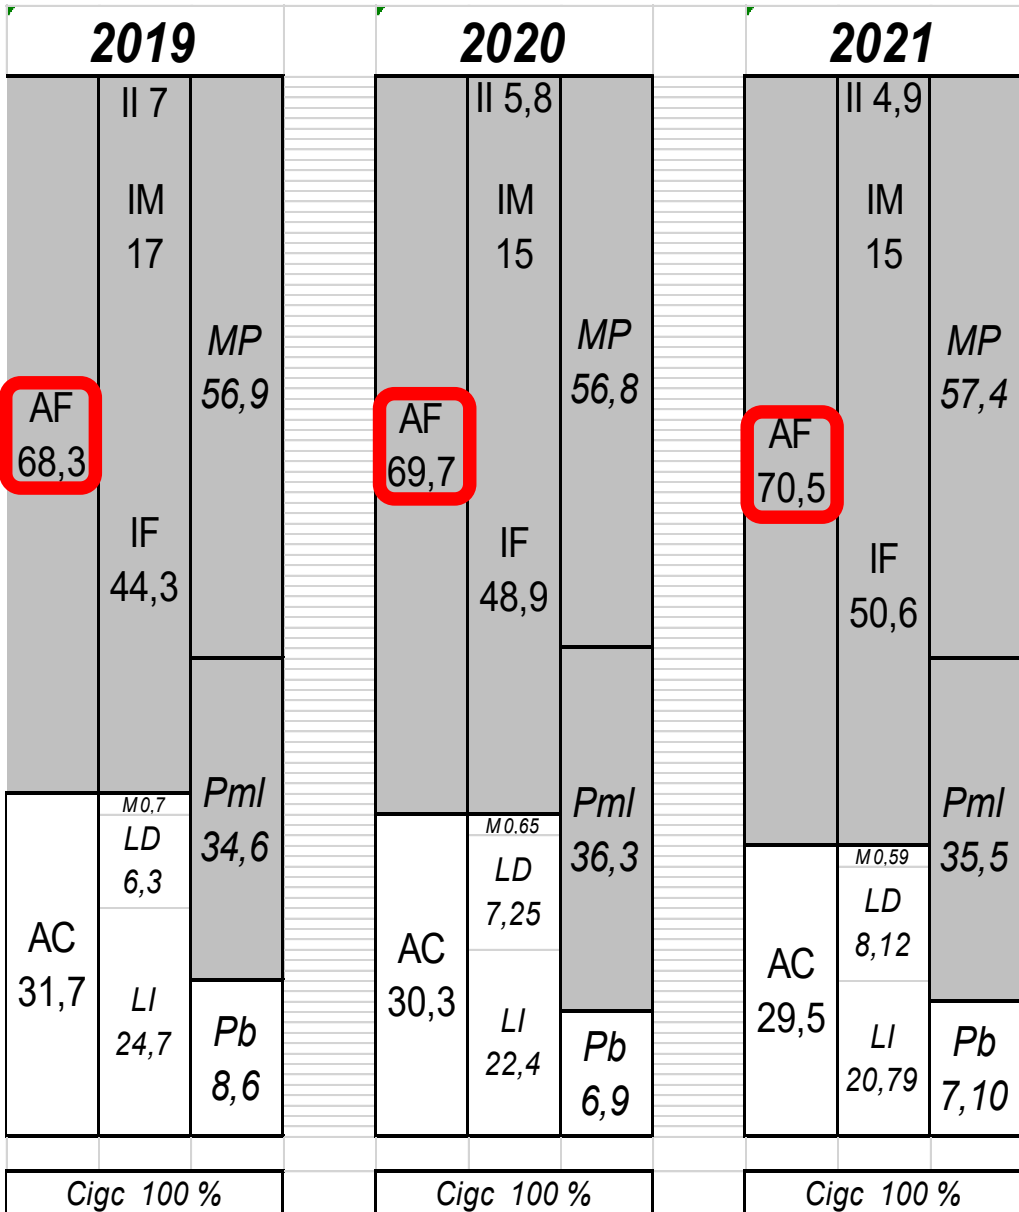 2019
II 7
IM
17
MP
56,9
AF
68,3
IF
44,3
M 0,7
LD
6,3
Pml
34,6
AC
31,7
LI
24,7
Pb
8,6
Cigc 100 %
2020
II 5,8
IM
15
MP
56,8
AF
69,7
IF
48,9
M 0,65
LD
7,25
Pml
36,3
AC
30,3
LI
22,4
Pb
6,9
Cigc 100 %
2021
II 4,9
IM
15
MP
57,4
AF
70,5
IF
50,6
M 0,59
LD
8,12
Pml
35,5
AC
29,5
LI
20,79
Pb
7,10
Cigc 100 %